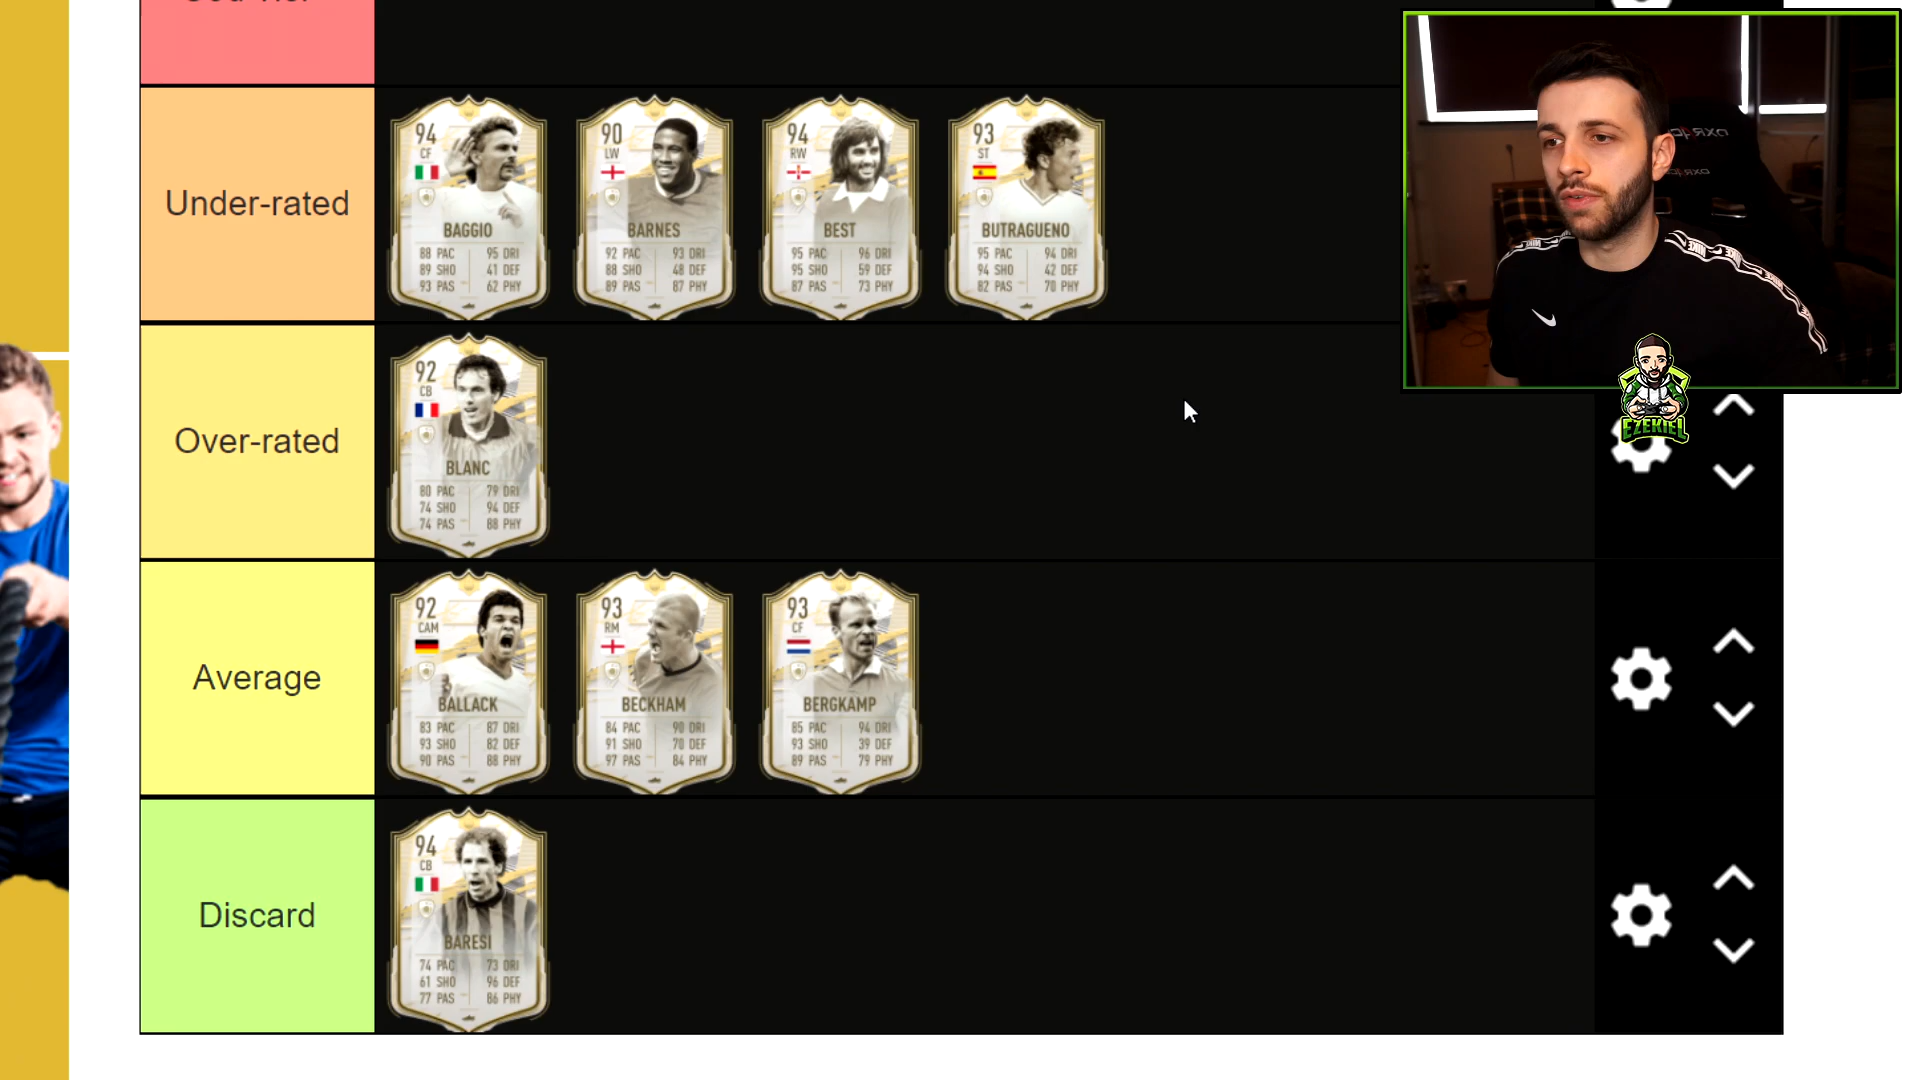 Under-rated
94
CF
BAGGIO
88 PAC 95 DRI
89 SHO 41 DEF
93 PAS 62 PHY
90
LW
BARNES
92 PAC 93 DRI
88 SHO 48 DEF
89 PAS 87 PHY
94
RW
BEST
95 PAC 96 DRI
95 SHO 59 DEF
87 PAS 73 PHY
93
ST
BUTRAGUENO
95 PAC 94 DRI
94 SHO 42 DEF
82 PAS 70 PHY
Over-rated
92
CB
BLANC
80 PAC 79 DRI
74 SHO 94 DEF
74 PAS 88 PHY
EZEKIEL
Average
92
CAM
BALLACK
83 PAC 87 DRI
93 SHO 82 DEF
90 PAS 88 PHY
93
RM
BECKHAM
84 PAC 90 DRI
91 SHO 70 DEF
97 PAS 84 PHY
93
CF
BERGKAMP
85 PAC 94 DRI
93 SHO 39 DEF
89 PAS 79 PHY
Discard
94
CB
BARESI
74 PAC 73 DRI
61 SHO 96 DEF
77 PAS 86 PHY